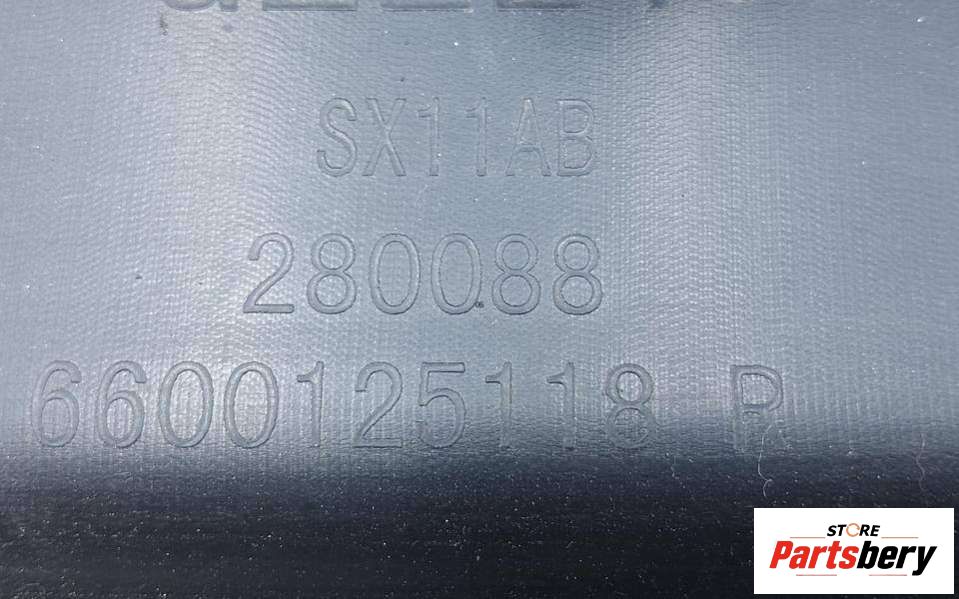 SX11AB
280088
6600125118 R
STORE
Partsbery